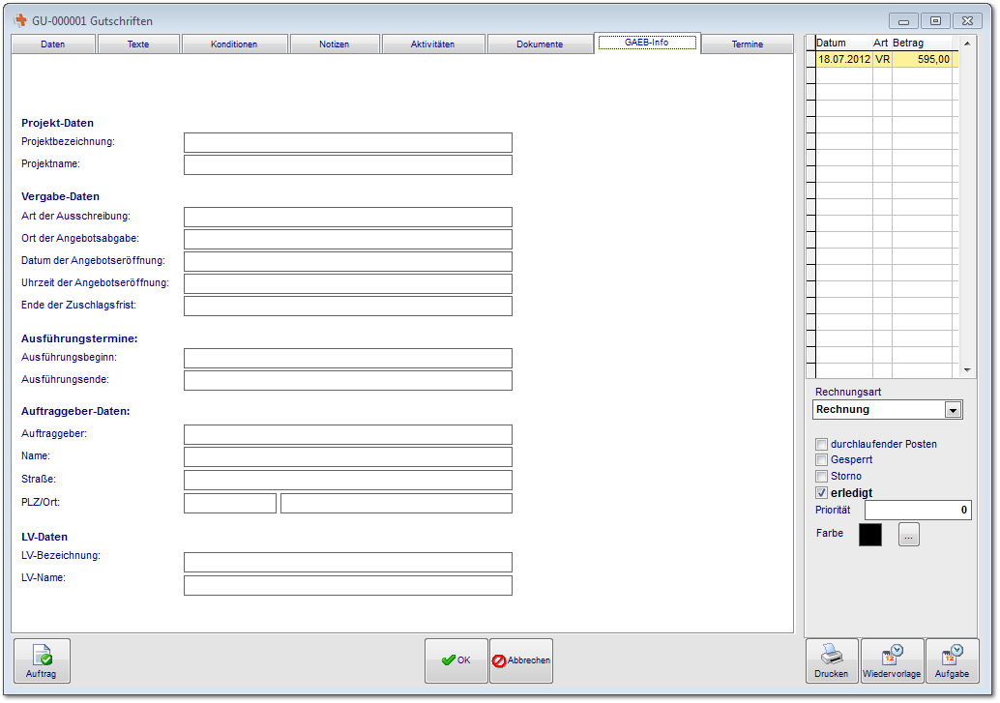 GU-000001 Gutschriften
Daten Texte Konditionen Notizen Aktivitäten Dokumente GAEB-Info Termine
Projekt-Daten
Projektbezeichnung:
Projektname:
Vergabe-Daten
Art der Ausschreibung:
Ort der Angebotsabgabe:
Datum der Angebotseröffnung:
Uhrzeit der Angebotseröffnung:
Ende der Zuschlagsfrist:
Ausführungstermine:
Ausführungsbeginn:
Ausführungsende:
Auftraggeber-Daten:
Auftraggeber:
Name:
Straße:
PLZ/Ort:
LV-Daten
LV-Bezeichnung:
LV-Name:
Datum Art Betrag
18.07.2012 VR 595,00
Rechnungsart
Rechnung
durchlaufender Posten
Gesperrt
Storno
erledigt
Priorität 0
Farbe ...
Auftrag OK Abbrechen Drucken 12 Wiedervorlage 12 Aufgabe